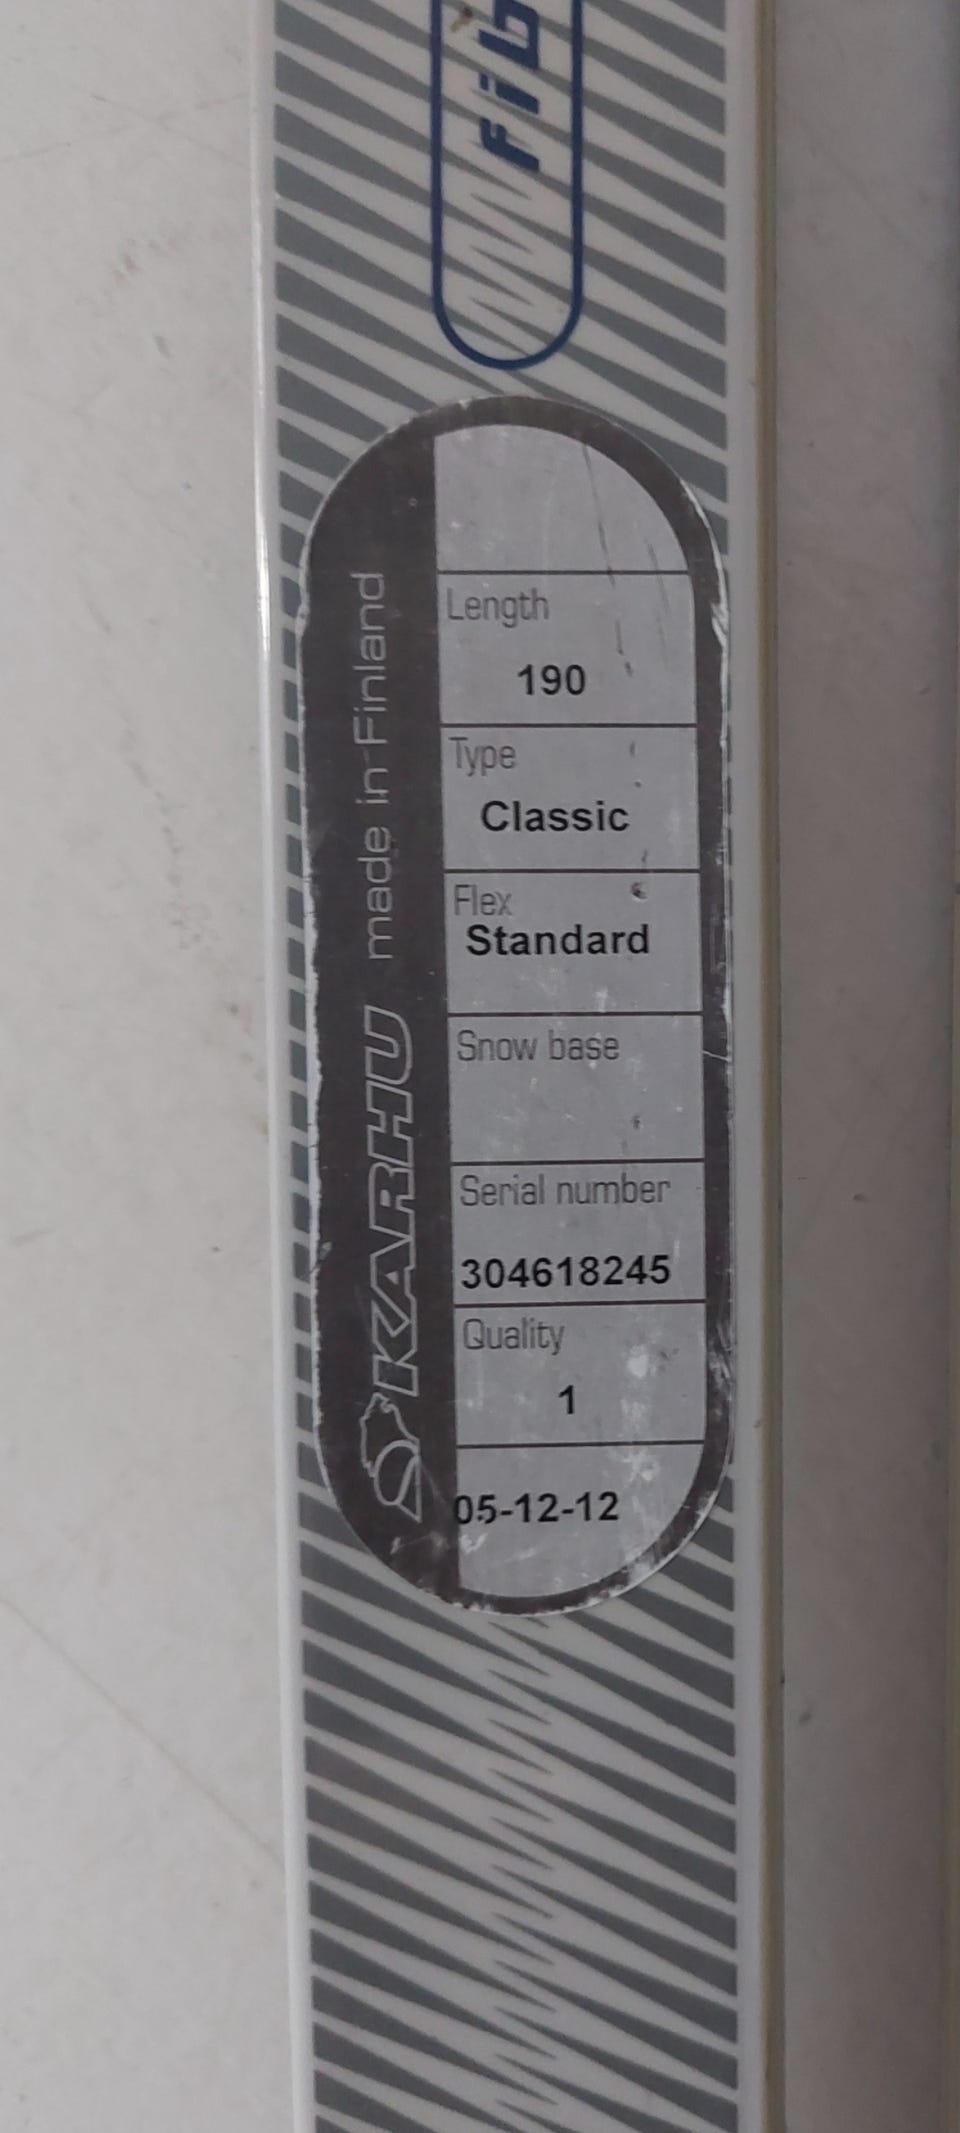 Fib
Length
190
Type
Classic
Flex
Standard
Snow base
Serial number
304618245
Quality
1
05-12-12
KARHU made in Finland